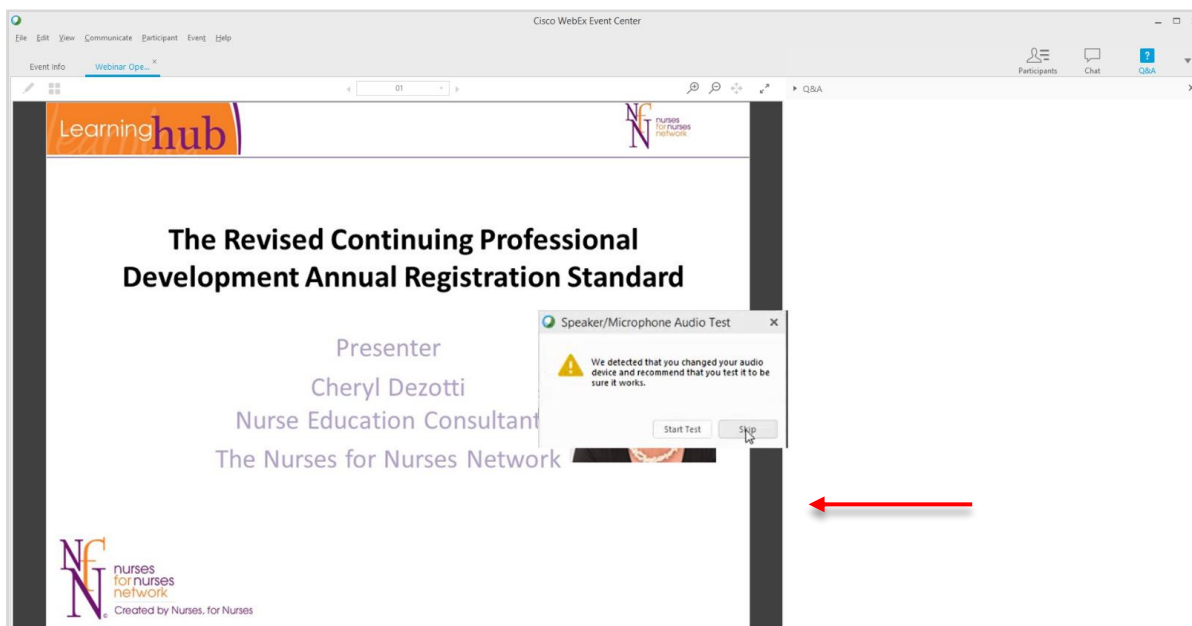 Cisco WebEx Event Center
File Edit View Communicate Participant Event Help
Event Info Webinar Ope...
Participants Chat Q&A
01
Q&A
Learning hub
NfN nurses
for nurses
network
The Revised Continuing Professional
Development Annual Registration Standard
Presenter
Cheryl Dezotti
Nurse Education Consultant
The Nurses for Nurses Network
Speaker/Microphone Audio Test
We detected that you changed your audio
device and recommend that you test it to be
sure it works.
Start Test Skip
NfN nurses
for nurses
network
© Created by Nurses, for Nurses